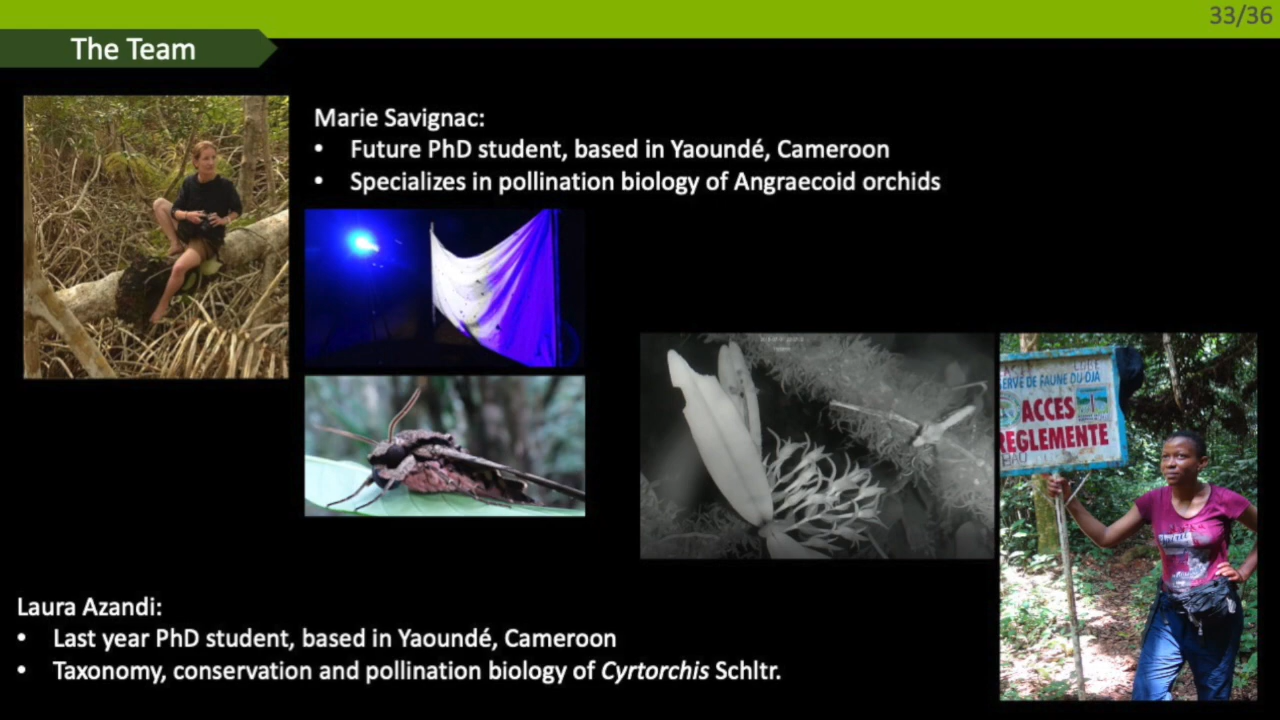 33/36
The Team
Marie Savignac:
• Future PhD student, based in Yaoundé, Cameroon
• Specializes in pollination biology of Angraecoid orchids
ERVE DE FAUNE DU DJA
ACCES
REGLEMENTE
Laura Azandi:
• Last year PhD student, based in Yaoundé, Cameroon
• Taxonomy, conservation and pollination biology of Cyrtorchis Schltr.